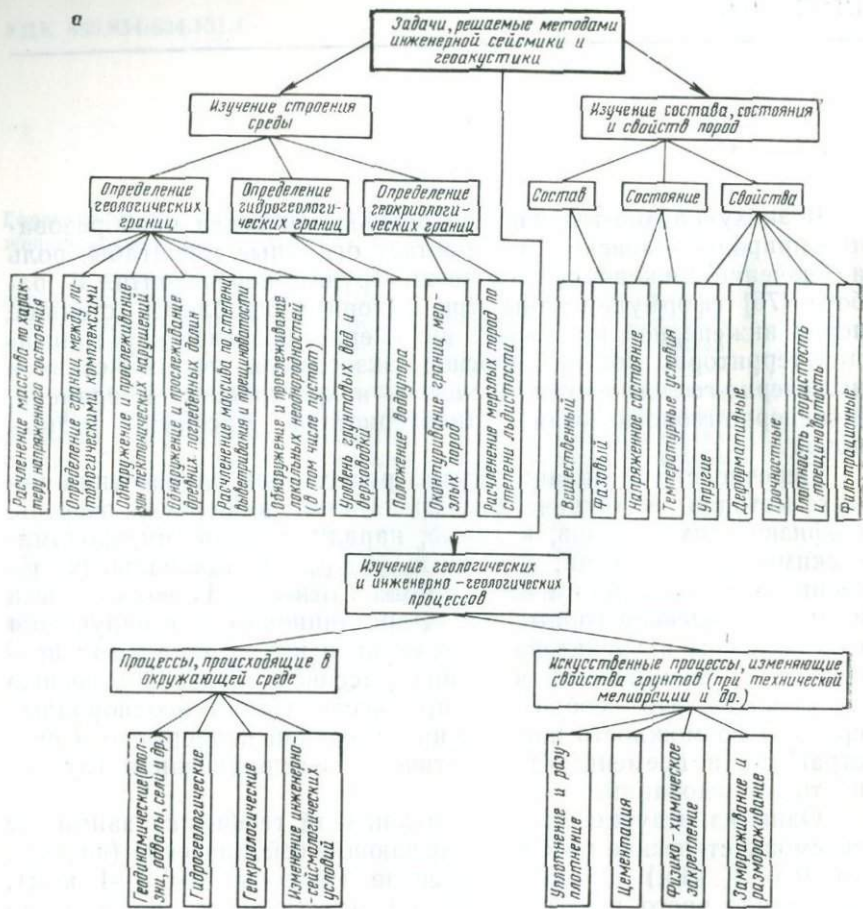 а
Задачи, решаемые методами
инженерной сейсмики и
геоакустики
Изучение строения
среды
Изучение состава, состояния
и свойств пород
Определение
геологических
границ
Определение
гидрогеологи-
ческих границ
Определение
геокриологи-
ческих границ
Состав
Состояние
Свойства
Расчленение массива по харак-
теру напряженного состояния
Определение границ между ли-
тологическими комплексами
Обнаружение и прослеживание
зон тектонических нарушений
Обнаружение и прослеживание
древних погребенных долин
Расчленение массива по степени
выветривания и трещиноватости
Обнаружение и прослеживание
локальных неоднородностей
(в том числе пустот)
Уровень грунтовых вод и
верховодки
Положение водоупора
Оконтуривание границ мер-
злых пород
Расчленение мерзлых пород по
степени льдистости
Вещественный
Фазовый
Напряженное состояние
Температурные условия
Упругие
Деформативные
Прочностные
Плотность, пористость
и трещиноватость
Фильтрационные
Изучение геологических
и инженерно-геологических
процессов
Процессы, происходящие в
окружающей среде
Искусственные процессы, изменяющие
свойства грунтов (при технической
мелиорации и др.)
Геодинамические (опол-
зни, обвалы, сели и др.)
Гидрогеологические
Геокриологические
Изменение инженерно-
-сейсмологических
условий
Уплотнение и разу-
плотнение
Цементация
Физико-химическое
закрепление
Замораживание и
размораживание